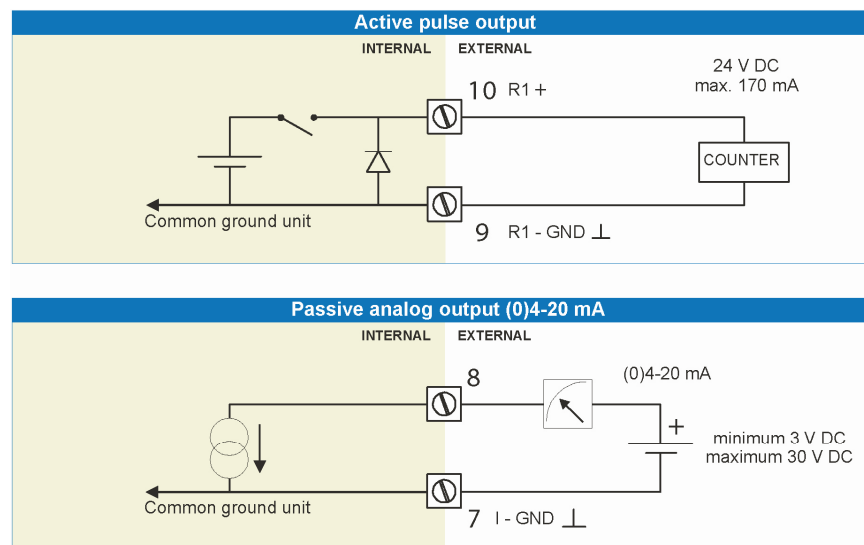 Active pulse output
INTERNAL EXTERNAL
10 R1 +
24 V DC
max. 170 mA
COUNTER
Common ground unit
9 R1 - GND ⊥
Passive analog output (0)4-20 mA
INTERNAL EXTERNAL
8
(0)4-20 mA
+
minimum 3 V DC
maximum 30 V DC
Common ground unit
7 I - GND ⊥